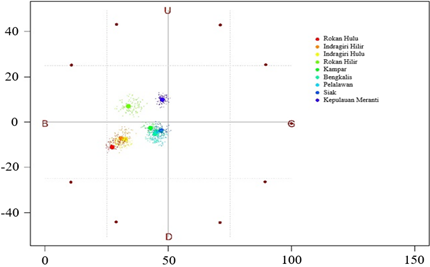 U
40
20
0
-20
-40
B
G
D
0
50
100
150
Rokan Hulu
Indragiri Hilir
Indragiri Hulu
Rokan Hilir
Kampar
Bengkalis
Pelalawan
Siak
Kepulauan Meranti